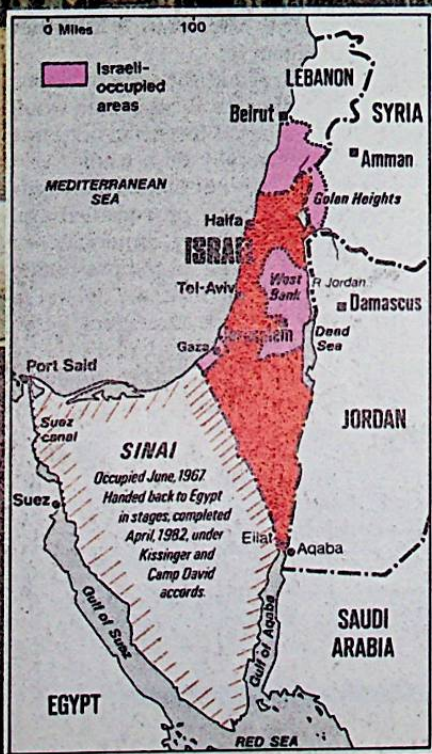 0 Miles 100
Israeli-
occupied
areas
LEBANON
Beirut
SYRIA
Amman
MEDITERRANEAN
SEA
Golan Heights
Haifa
ISRAEL
West
Bank
R Jordan
Tel-Aviv
Damascus
Jerusalem
Dead
Sea
Gaza
Port Said
JORDAN
Suez
canal
SINAI
Occupied June, 1967.
Handed back to Egypt
in stages, completed
April, 1982, under
Kissinger and
Camp David
accords.
Suez
Eilat
Aqaba
Gulf of Suez
Gulf of Aqaba
SAUDI
ARABIA
EGYPT
RED SEA